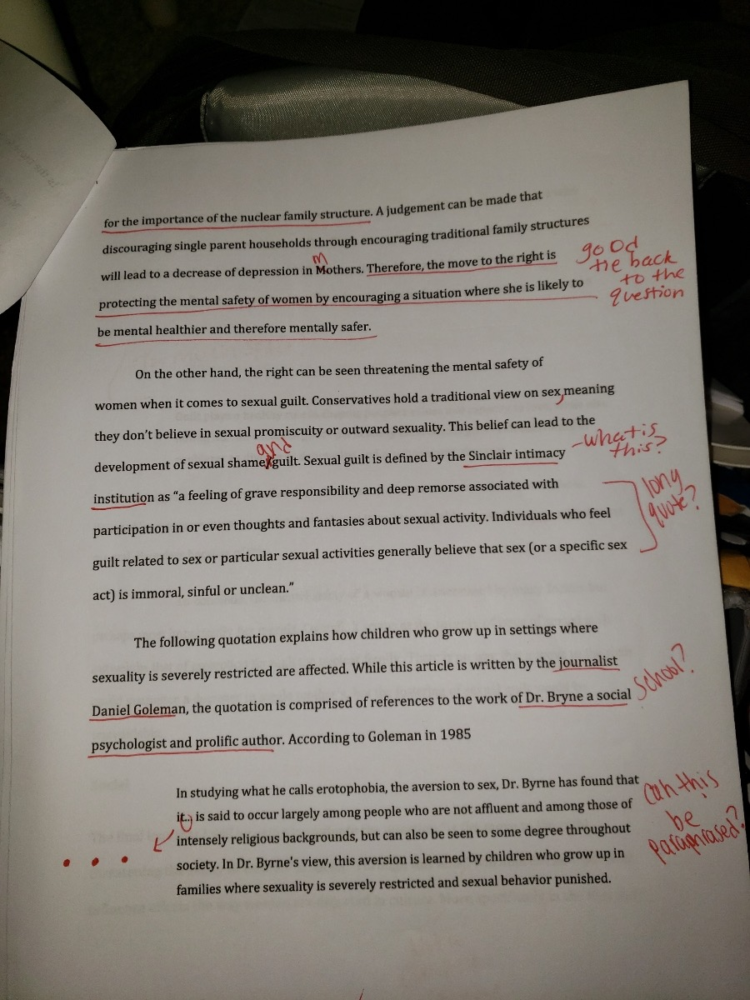 for the importance of the nuclear family structure. A judgement can be made that
discouraging single parent households through encouraging traditional family structures
m
will lead to a decrease of depression in Mothers. Therefore, the move to the right is
good
tie back
to the
question
protecting the mental safety of women by encouraging a situation where she is likely to
be mental healthier and therefore mentally safer.
On the other hand, the right can be seen threatening the mental safety of
women when it comes to sexual guilt. Conservatives hold a traditional view on sex, meaning
they don't believe in sexual promiscuity or outward sexuality. This belief can lead to the
and
development of sexual shame guilt. Sexual guilt is defined by the Sinclair intimacy
- what is
this?
institution as "a feeling of grave responsibility and deep remorse associated with
long
quote?
participation in or even thoughts and fantasies about sexual activity. Individuals who feel
guilt related to sex or particular sexual activities generally believe that sex (or a specific sex
act) is immoral, sinful or unclean."
The following quotation explains how children who grow up in settings where
sexuality is severely restricted are affected. While this article is written by the journalist
School?
Daniel Goleman, the quotation is comprised of references to the work of Dr. Bryne a social
psychologist and prolific author. According to Goleman in 1985
In studying what he calls erotophobia, the aversion to sex, Dr. Byrne has found that
can this
be
paraphrased?
it.. is said to occur largely among people who are not affluent and among those of
. . .
intensely religious backgrounds, but can also be seen to some degree throughout
society. In Dr. Byrne's view, this aversion is learned by children who grow up in
families where sexuality is severely restricted and sexual behavior punished.